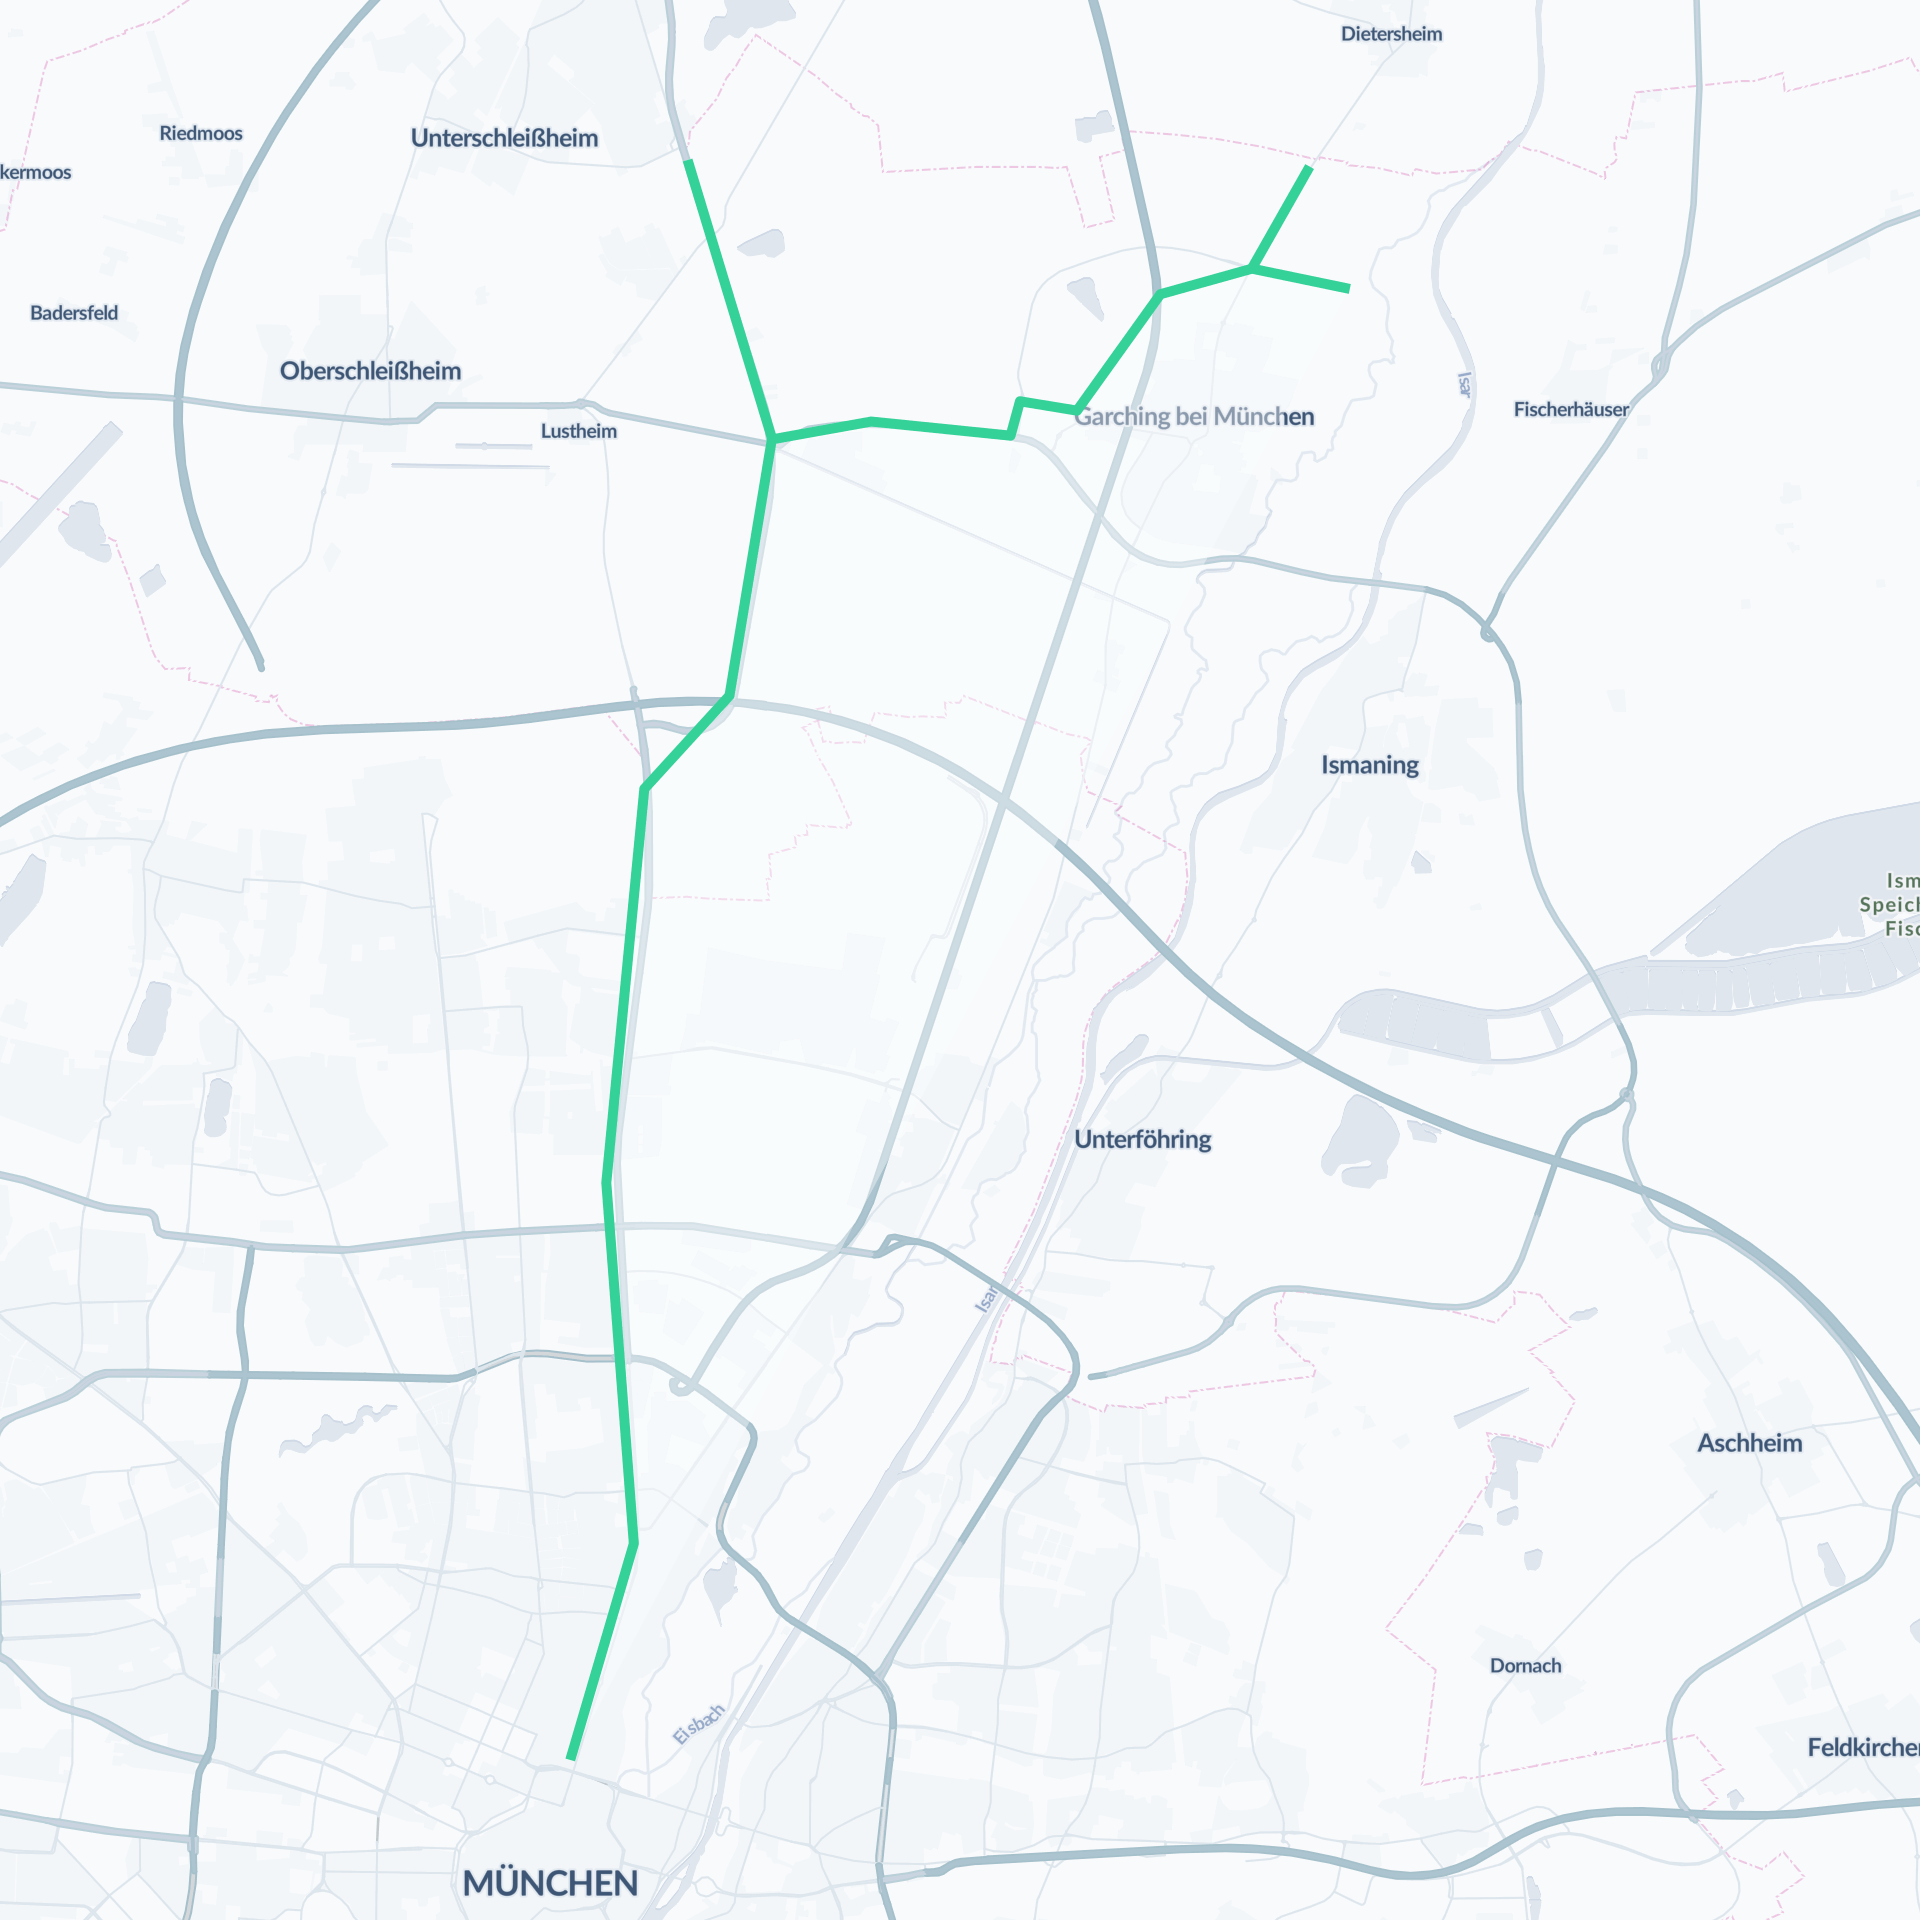 Dietersheim
Riedmoos
Unterschleißheim
kermoos
Badersfeld
Oberschleißheim
Isar
Fischerhäuser
Garching bei München
Lustheim
Ismaning
Ism
Speich
Fisc
Unterföhring
Isar
Aschheim
Dornach
Eisbach
Feldkirchen
MÜNCHEN